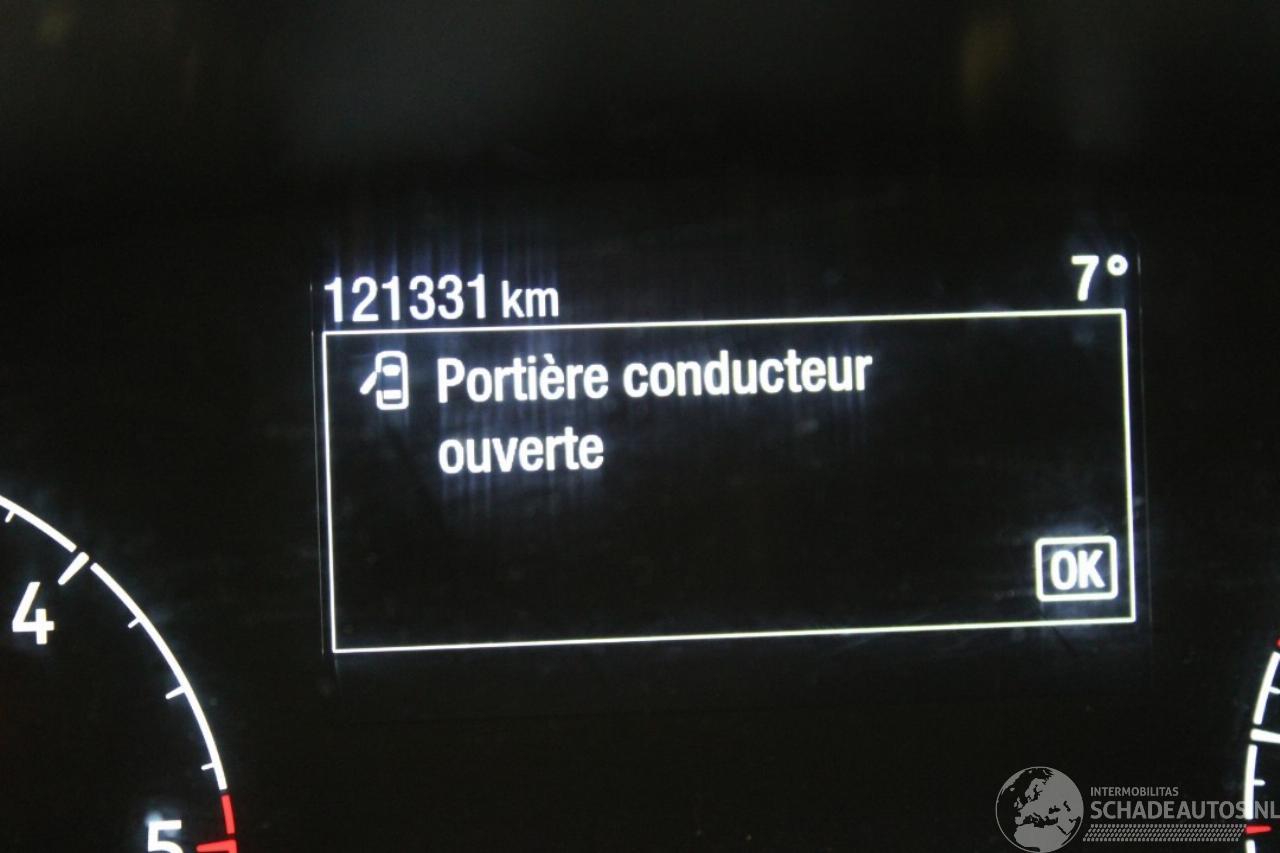 121331 km 7°
Portière conducteur
ouverte
OK
4
5
INTERMOBILITAS
SCHADEAUTOS.NL